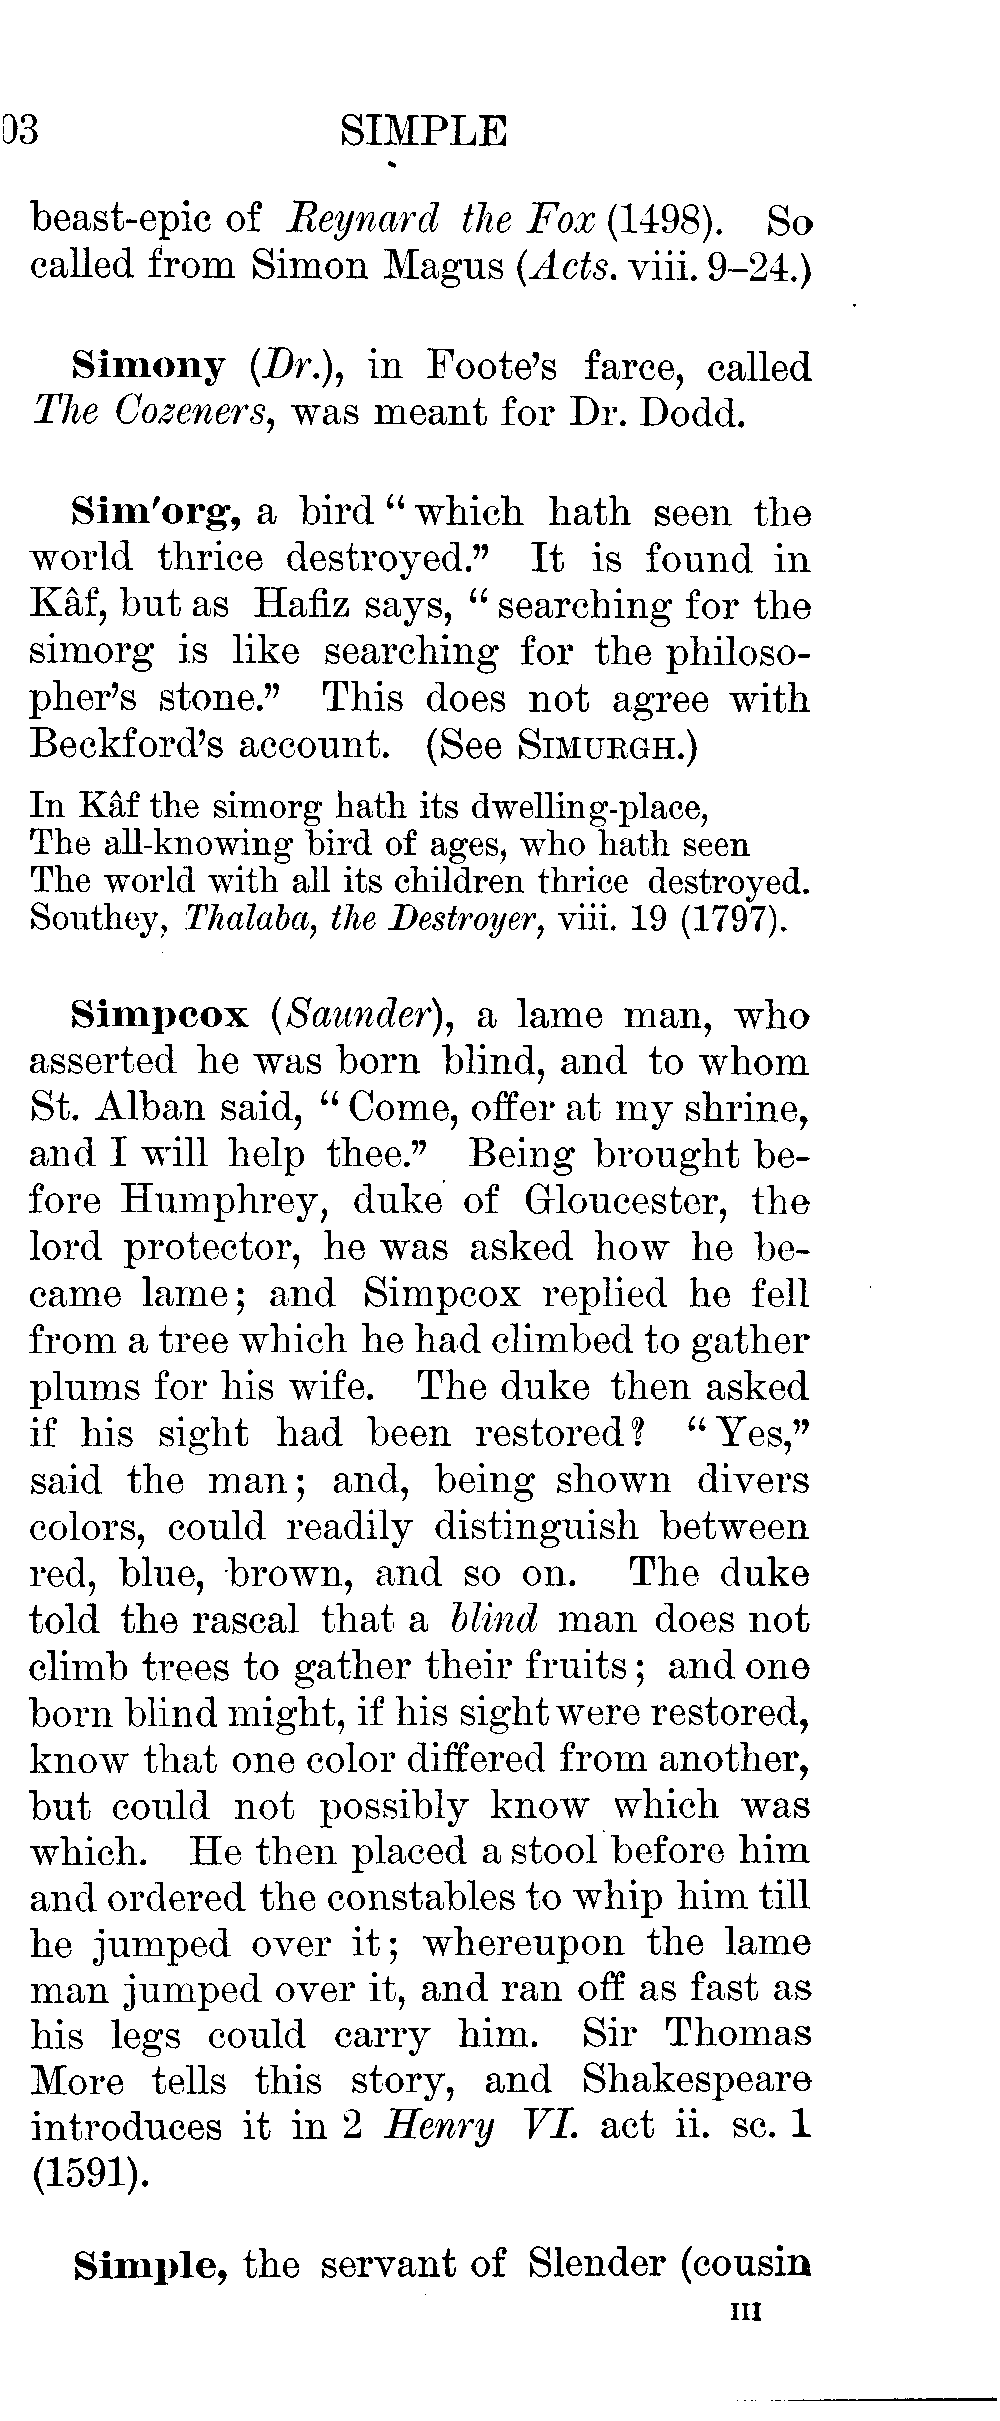 03 SIMPLE
beast-epic of Reynard the Fox (1498). So
called from Simon Magus (Acts. viii. 9–24.)
Simony (Dr.), in Foote's farce, called
The Cozeners, was meant for Dr. Dodd.
Sim'org, a bird “which hath seen the
world thrice destroyed.” It is found in
Kâf, but as Hafiz says, “searching for the
simorg is like searching for the philoso-
pher's stone.” This does not agree with
Beckford's account. (See SIMURGH.)
In Kâf the simorg hath its dwelling-place,
The all-knowing bird of ages, who hath seen
The world with all its children thrice destroyed.
Southey, Thalaba, the Destroyer, viii. 19 (1797).
Simpcox (Saunder), a lame man, who
asserted he was born blind, and to whom
St. Alban said, “Come, offer at my shrine,
and I will help thee.” Being brought be-
fore Humphrey, duke of Gloucester, the
lord protector, he was asked how he be-
came lame; and Simpcox replied he fell
from a tree which he had climbed to gather
plums for his wife. The duke then asked
if his sight had been restored? “Yes,”
said the man; and, being shown divers
colors, could readily distinguish between
red, blue, brown, and so on. The duke
told the rascal that a blind man does not
climb trees to gather their fruits; and one
born blind might, if his sight were restored,
know that one color differed from another,
but could not possibly know which was
which. He then placed a stool before him
and ordered the constables to whip him till
he jumped over it; whereupon the lame
man jumped over it, and ran off as fast as
his legs could carry him. Sir Thomas
More tells this story, and Shakespeare
introduces it in 2 Henry VI. act ii. sc. 1
(1591).
Simple, the servant of Slender (cousin
III